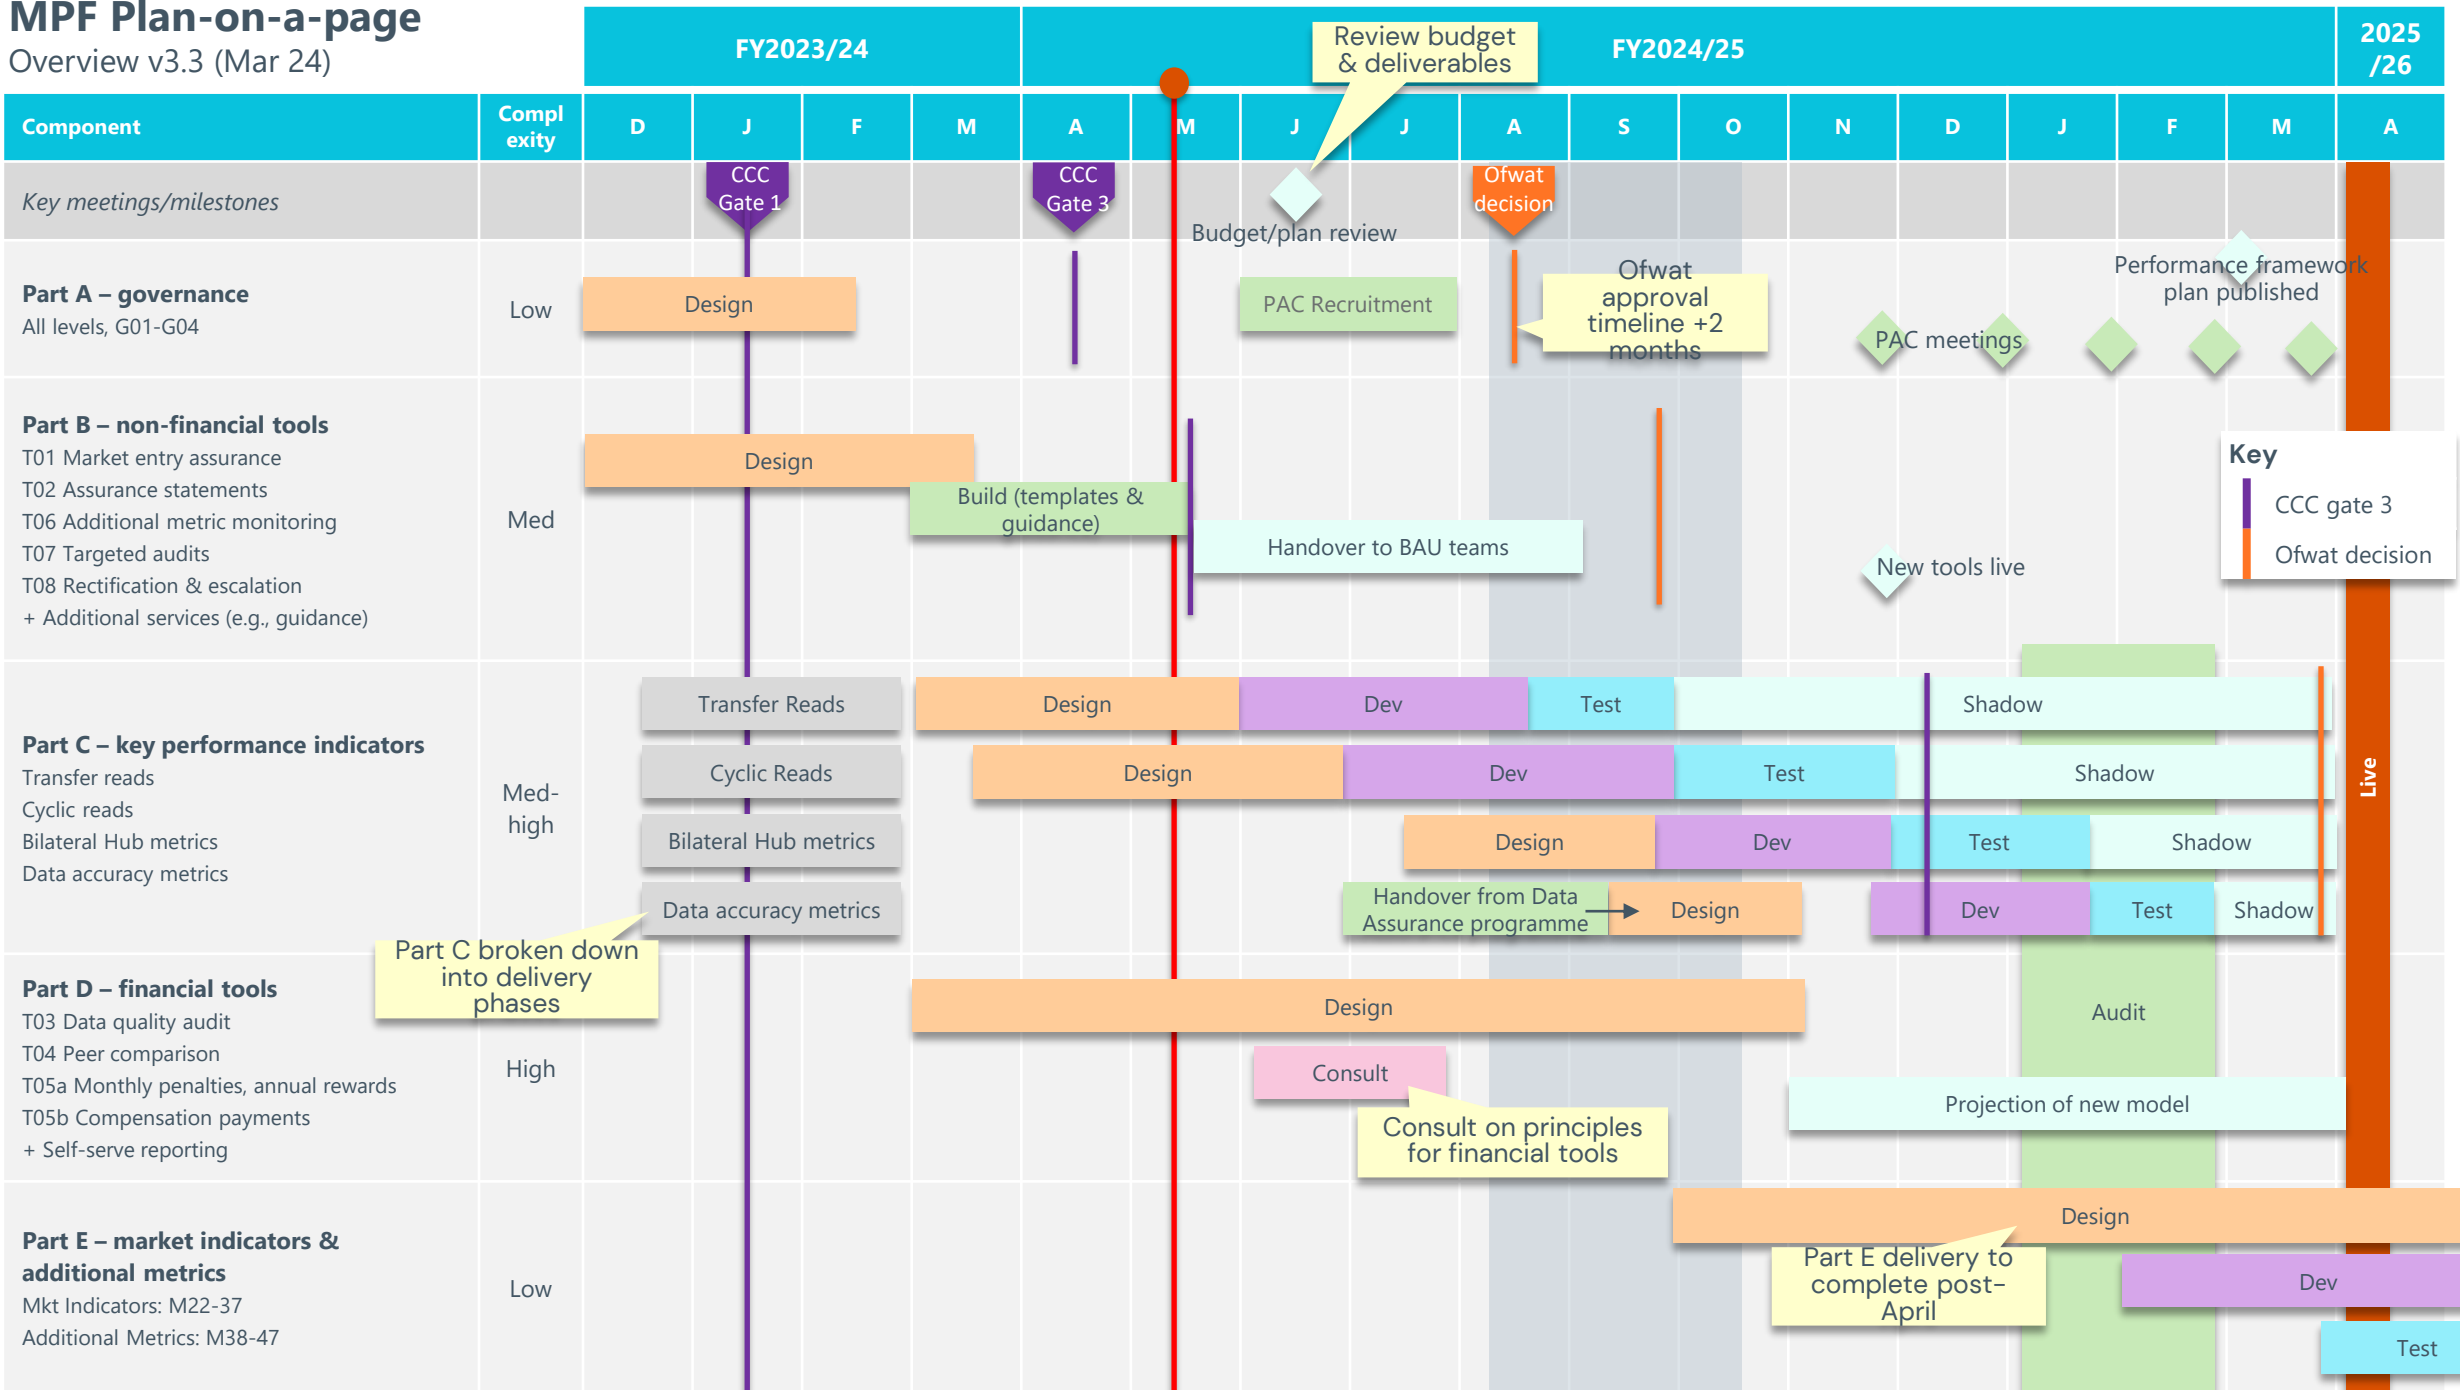 MPF Plan-on-a-page
Overview v3.3 (Mar 24)
FY2023/24
FY2024/25
2025
/26
Review budget
& deliverables
Component
Compl
exity
D
J
F
M
A
M
J
J
A
S
O
N
D
J
F
M
A
Key meetings/milestones
CCC
Gate 1
CCC
Gate 3
Budget/plan review
Ofwat
decision
Part A – governance
All levels, G01-G04
Low
Design
PAC Recruitment
Ofwat
approval
timeline +2
months
Performance framework
plan published
PAC meetings
Part B – non-financial tools
T01 Market entry assurance
T02 Assurance statements
T06 Additional metric monitoring
T07 Targeted audits
T08 Rectification & escalation
+ Additional services (e.g., guidance)
Med
Design
Build (templates &
guidance)
Handover to BAU teams
New tools live
Key
CCC gate 3
Ofwat decision
Part C – key performance indicators
Transfer reads
Cyclic reads
Bilateral Hub metrics
Data accuracy metrics
Med-
high
Transfer Reads
Design
Dev
Test
Shadow
Cyclic Reads
Design
Dev
Test
Shadow
Bilateral Hub metrics
Design
Dev
Test
Shadow
Data accuracy metrics
Handover from Data
Assurance programme
Design
Dev
Test
Shadow
Live
Part C broken down
into delivery
phases
Part D – financial tools
T03 Data quality audit
T04 Peer comparison
T05a Monthly penalties, annual rewards
T05b Compensation payments
+ Self-serve reporting
High
Design
Audit
Consult
Consult on principles
for financial tools
Projection of new model
Part E – market indicators &
additional metrics
Mkt Indicators: M22-37
Additional Metrics: M38-47
Low
Design
Part E delivery to
complete post-
April
Dev
Test